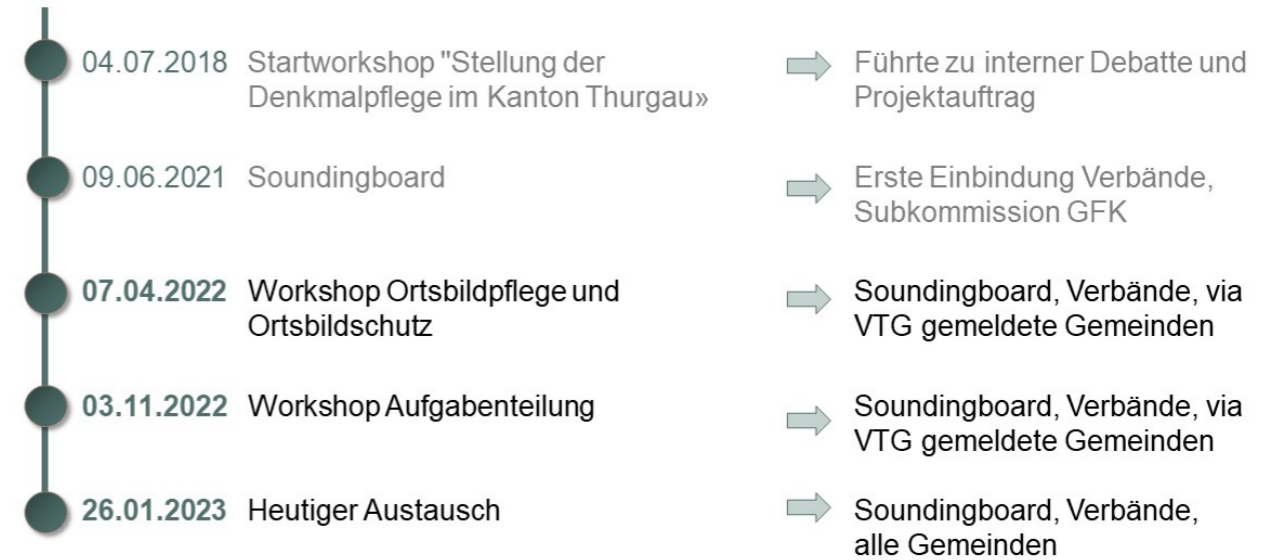 04.07.2018 Startworkshop "Stellung der
Denkmalpflege im Kanton Thurgau»
Führte zu interner Debatte und
Projektauftrag
09.06.2021 Soundingboard
Erste Einbindung Verbände,
Subkommission GFK
07.04.2022 Workshop Ortsbildpflege und
Ortsbildschutz
Soundingboard, Verbände, via
VTG gemeldete Gemeinden
03.11.2022 Workshop Aufgabenteilung
Soundingboard, Verbände, via
VTG gemeldete Gemeinden
26.01.2023 Heutiger Austausch
Soundingboard, Verbände,
alle Gemeinden